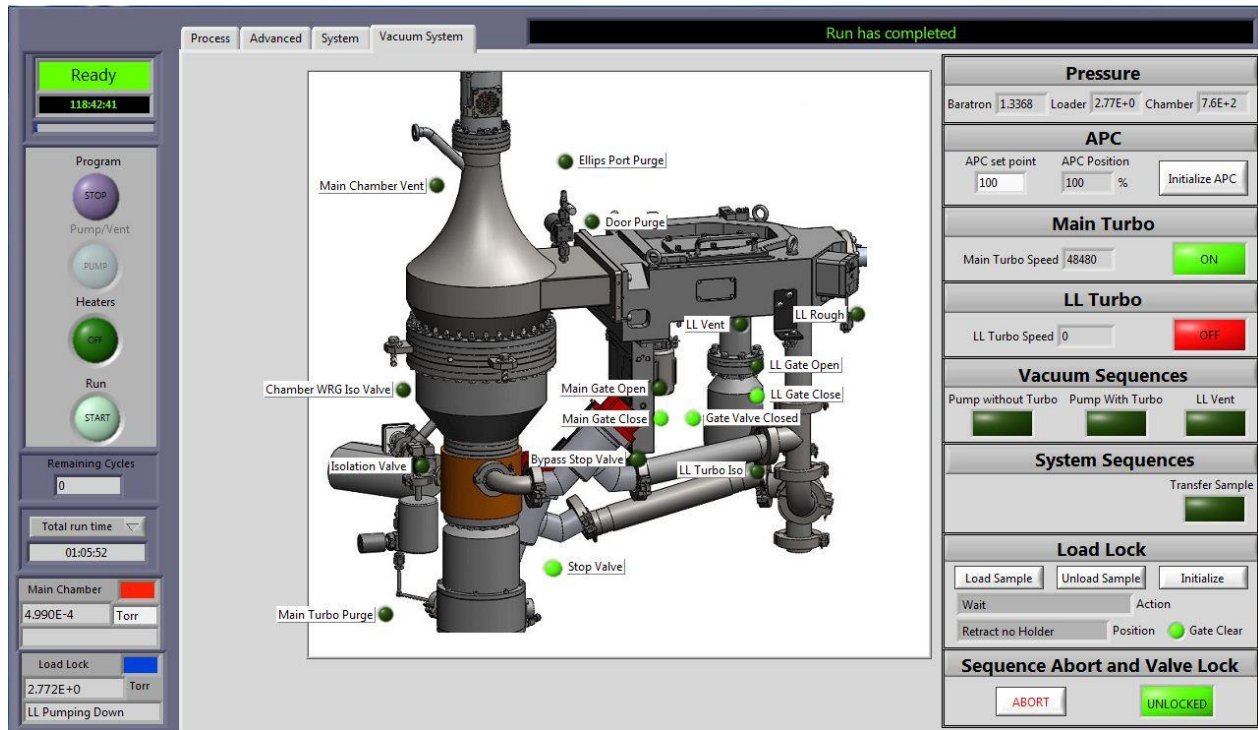 Process Advanced System Vacuum System
Run has completed
Ready
118:42:41
Program
STOP
Pump/Vent
PUMP
Heaters
OFF
Run
START
Remaining Cycles
0
Total run time
01:05:52
Main Chamber
4.990E-4 Torr
Load Lock
2.772E+0 Torr
LL Pumping Down
Ellips Port Purge
Main Chamber Vent
Door Purge
LL Rough
LL Vent
LL Gate Open
Main Gate Open
Chamber WRG Iso Valve
LL Gate Close
Main Gate Close
Gate Valve Closed
Bypass Stop Valve
Isolation Valve
LL Turbo Iso
Stop Valve
Main Turbo Purge
Pressure
Baratron 1.3368 Loader 2.77E+0 Chamber 7.6E+2
APC
APC set point APC Position
100 100 % Initialize APC
Main Turbo
Main Turbo Speed 48480 ON
LL Turbo
LL Turbo Speed 0 OFF
Vacuum Sequences
Pump without Turbo Pump With Turbo LL Vent
System Sequences
Transfer Sample
Load Lock
Load Sample Unload Sample Initialize
Wait Action
Retract no Holder Position Gate Clear
Sequence Abort and Valve Lock
ABORT UNLOCKED